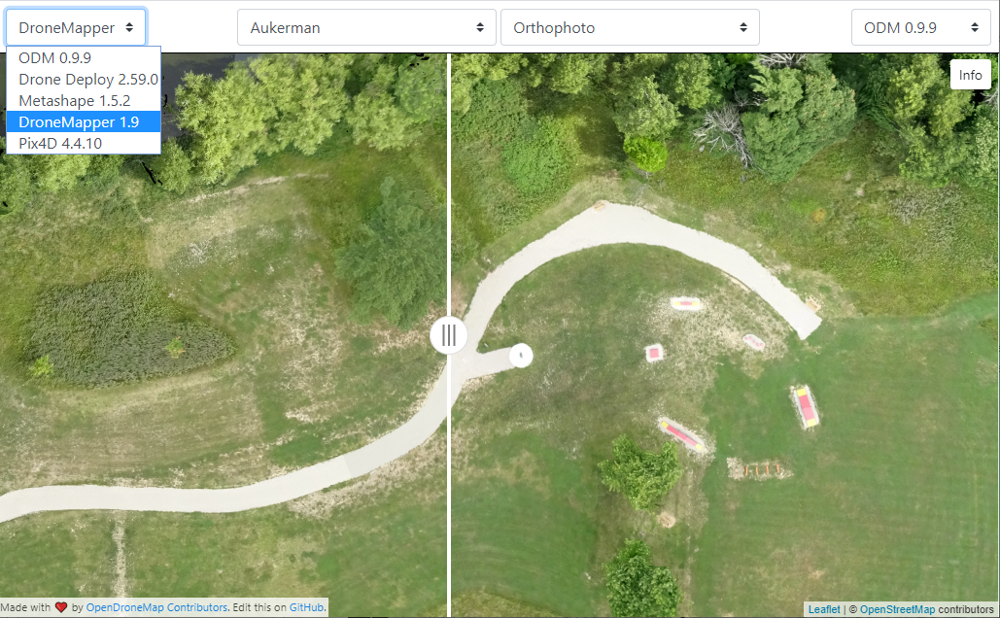 DroneMapper Aukerman Orthophoto ODM 0.9.9
ODM 0.9.9
Drone Deploy 2.59.0
Metashape 1.5.2
DroneMapper 1.9
Pix4D 4.4.10
Info
Made with ❤ by OpenDroneMap Contributors. Edit this on GitHub.
Leaflet | © OpenStreetMap contributors